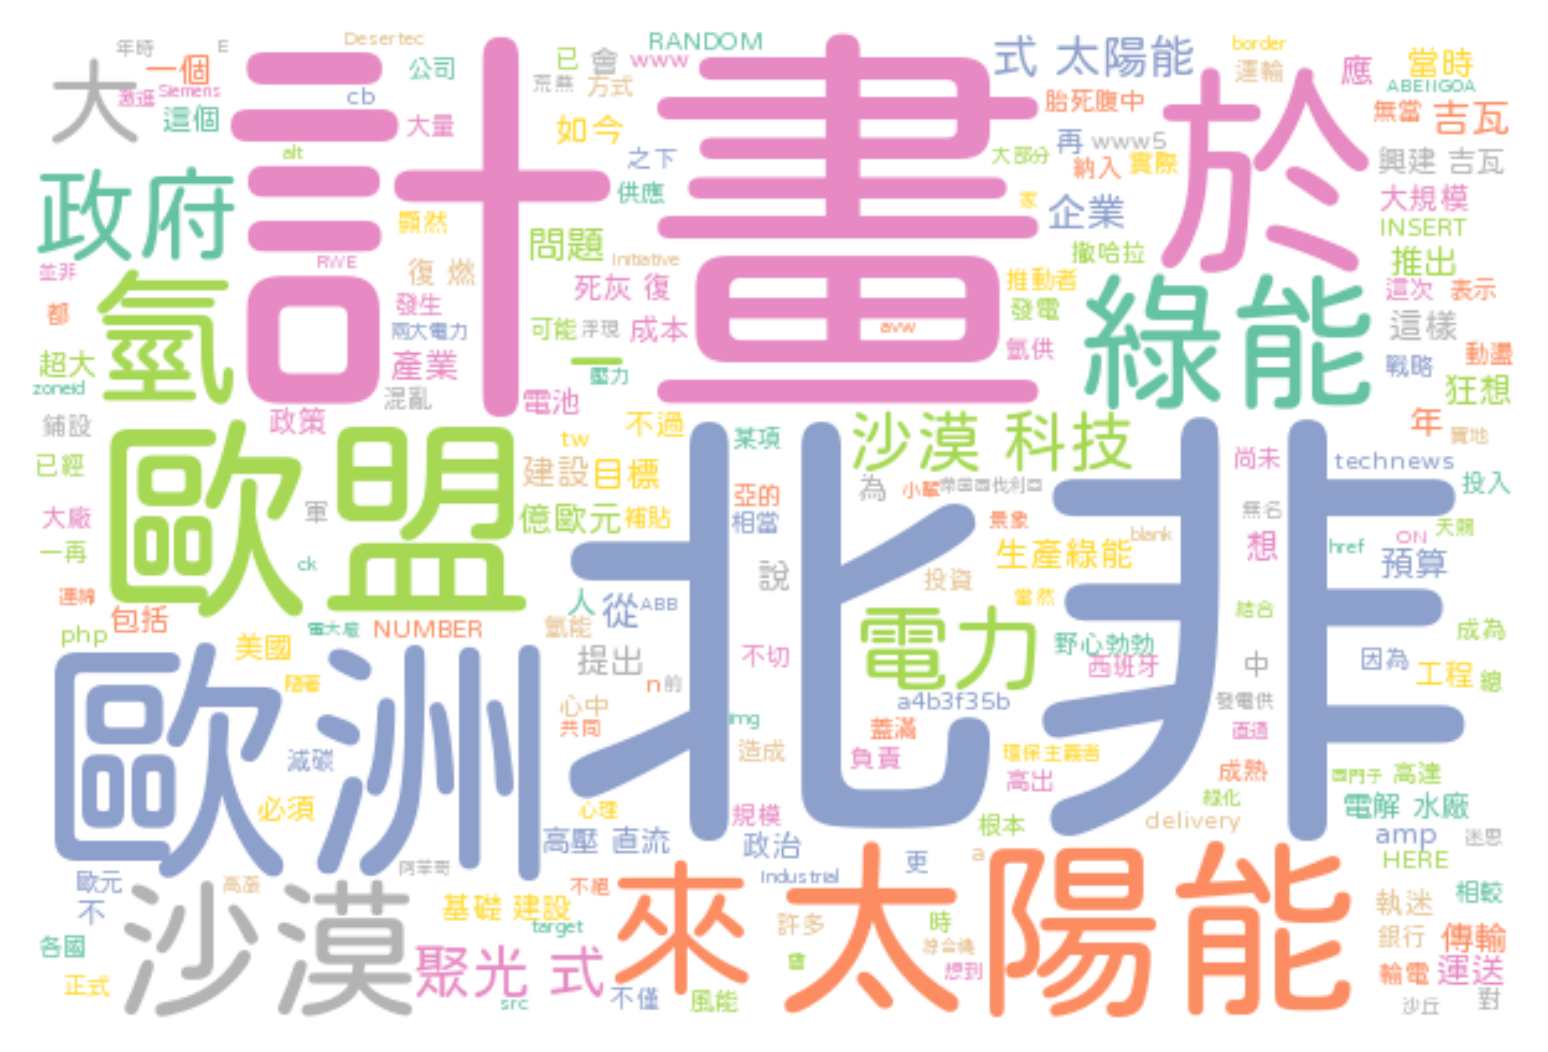 年時
E
Desertec
已
會
RANDOM
www
式 太陽能
border
運輸
應
當時
ABENGOA
大
一個
激進
Siemens
這個
計畫
公司
cb
大量
alt
荒蕪
方式
如今
之下
供應
胎死腹中
再
www5
納入
實際
大部分
家
企業
撒哈拉
於
無當
吉瓦
興建 吉瓦
大規模
INSERT
推出
政府
顯然
問題
Initiative
RWE
復 燃
死灰 復
推動者
發電
綠能
這次
表示
這樣
並非
都
氫
發生
兩大電力
可能
浮現
成本
avw
氫供
動盪
戰略
狂想
超大
zoneid
產業
混亂
壓力
電池
政策
不過
tw
某項
沙漠 科技
年
實地
鋪設
已經
歐盟
建設
目標
亞的
為
小輩
尚未
technews
投入
大廠
軍
億歐元
補貼
相當
景象
blank
無名
ON
天賜
一再
ck
北非
說
投資
生產綠能
想
href
預算
連綿
包括
電大廠
NUMBER
人
從
ABB
氫能
當然
結合
成為
php
美國
提出
不切
電力
野心勃勃
西班牙
中
因為
工程
總
歐洲
隨著
n
前
心中
共同
img
a4b3f35b
發電供
蓋滿
直通
減碳
造成
負責
環保主義者
高出
成熟
西門子
高達
必須
心理
規模
綠化
電解 水廠
高壓 直流
政治
根本
delivery
amp
迷思
阿革哥
Industrial
更
a
HERE
歐元
不
高漲
沙漠
基礎 建設
不絕
來
太陽能
執迷
相較
target
許多
時
銀行
傳輸
各國
聚光 式
曾
綜合境
想到
輪電
運送
正式
src
不僅
風能
沙丘
對